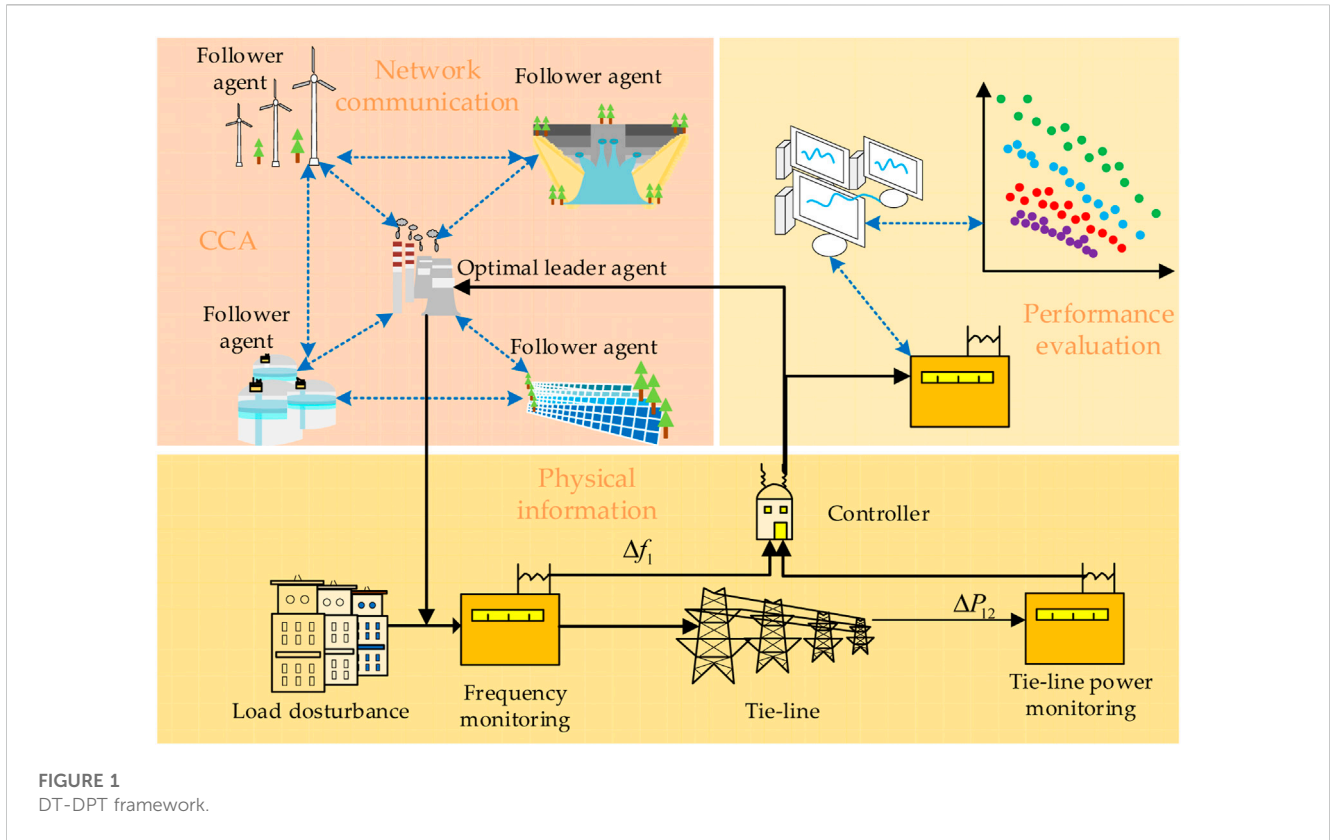 Follower
agent
Network
communication
Follower agent
CCA
Optimal leader agent
Follower
agent
Follower agent
Performance
evaluation
Physical
information
Controller
Δf1
ΔP12
Load dosturbance
Frequency
monitoring
Tie-line
Tie-line power
monitoring
FIGURE 1
DT-DPT framework.